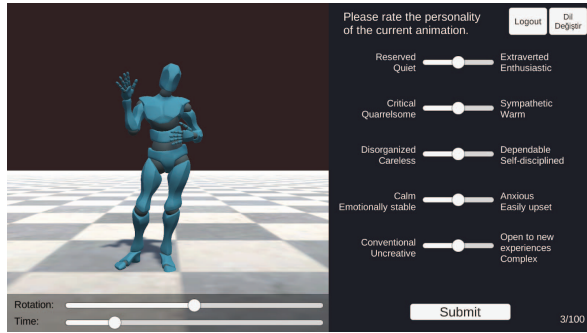 Please rate the personality
of the current animation.
Logout
Dil
Değiştir
Reserved
Quiet
Extraverted
Enthusiastic
Critical
Quarrelsome
Sympathetic
Warm
Disorganized
Careless
Dependable
Self-disciplined
Calm
Emotionally stable
Anxious
Easily upset
Conventional
Uncreative
Open to new
experiences
Complex
Rotation:
Time:
Submit
3/100